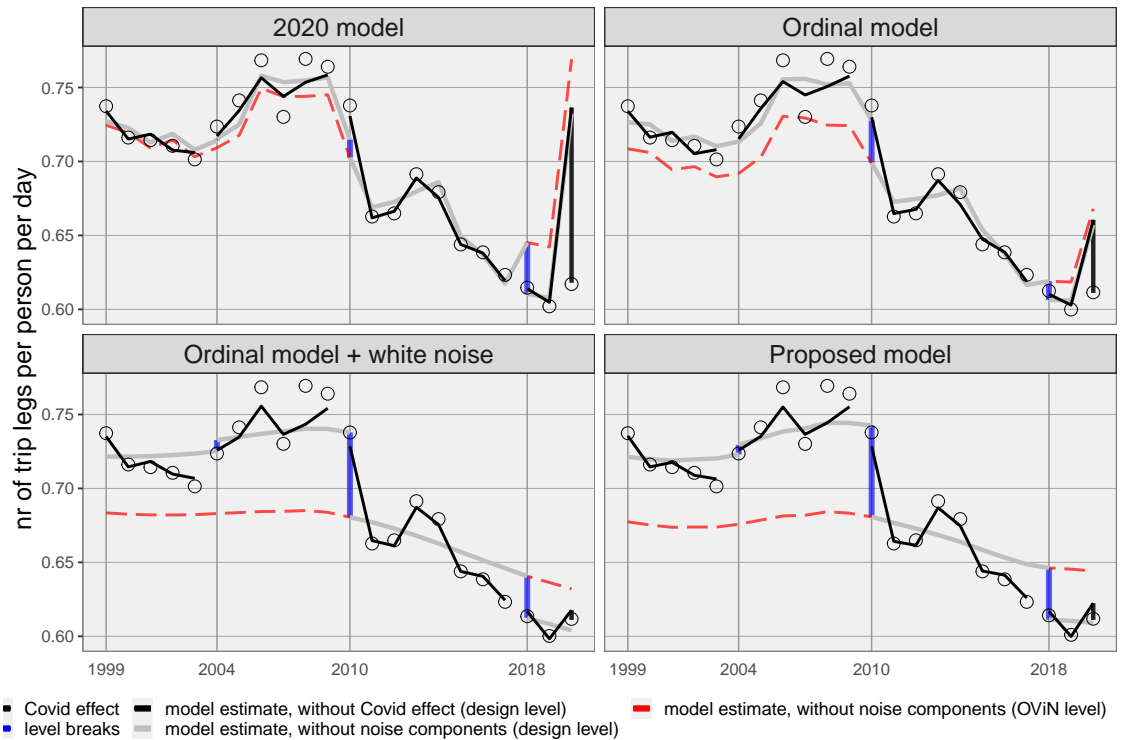 2020 model
Ordinal model
0.75
0.70
0.65
0.60
Ordinal model + white noise
Proposed model
0.75
0.70
0.65
0.60
nr of trip legs per person per day
1999 2004 2010 2018 1999 2004 2010 2018
Covid effect model estimate, without Covid effect (design level) model estimate, without noise components (OViN level)
level breaks model estimate, without noise components (design level)